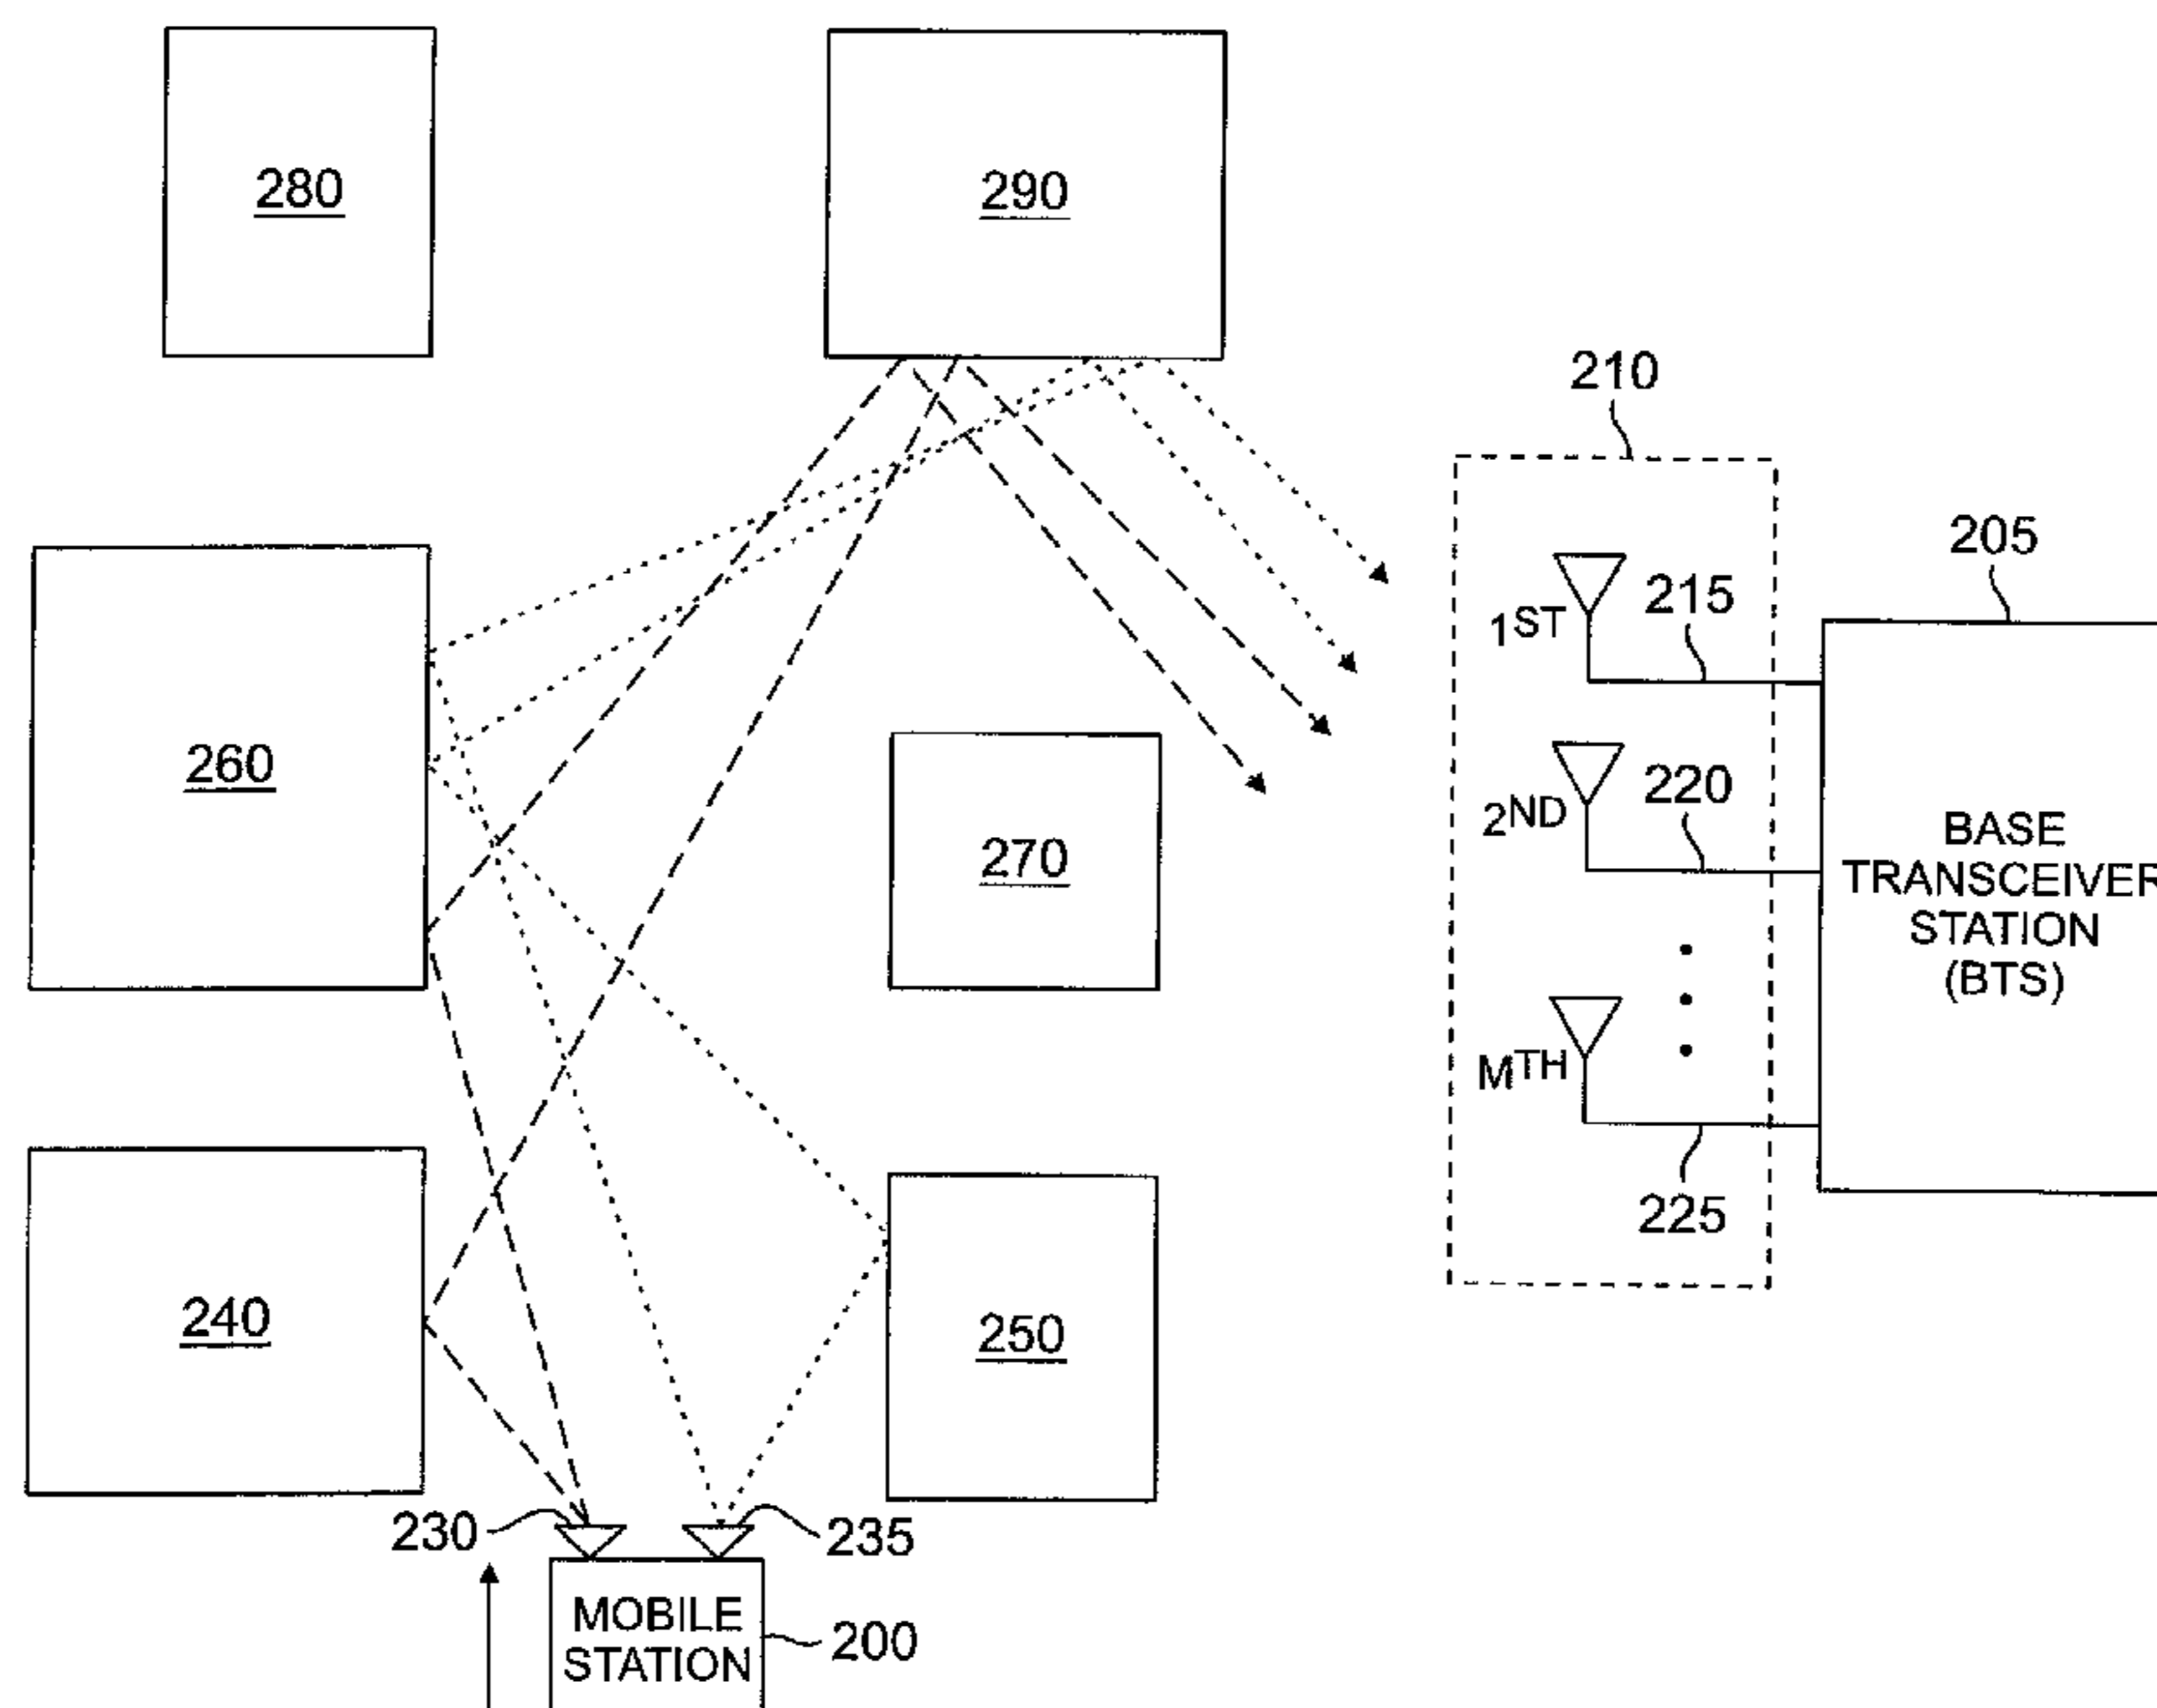 280
290
210
205
1ST
215
260
2ND
220
270
BASE
TRANSCEIVER
STATION
(BTS)
MTH
225
240
250
230
235
MOBILE
STATION
200